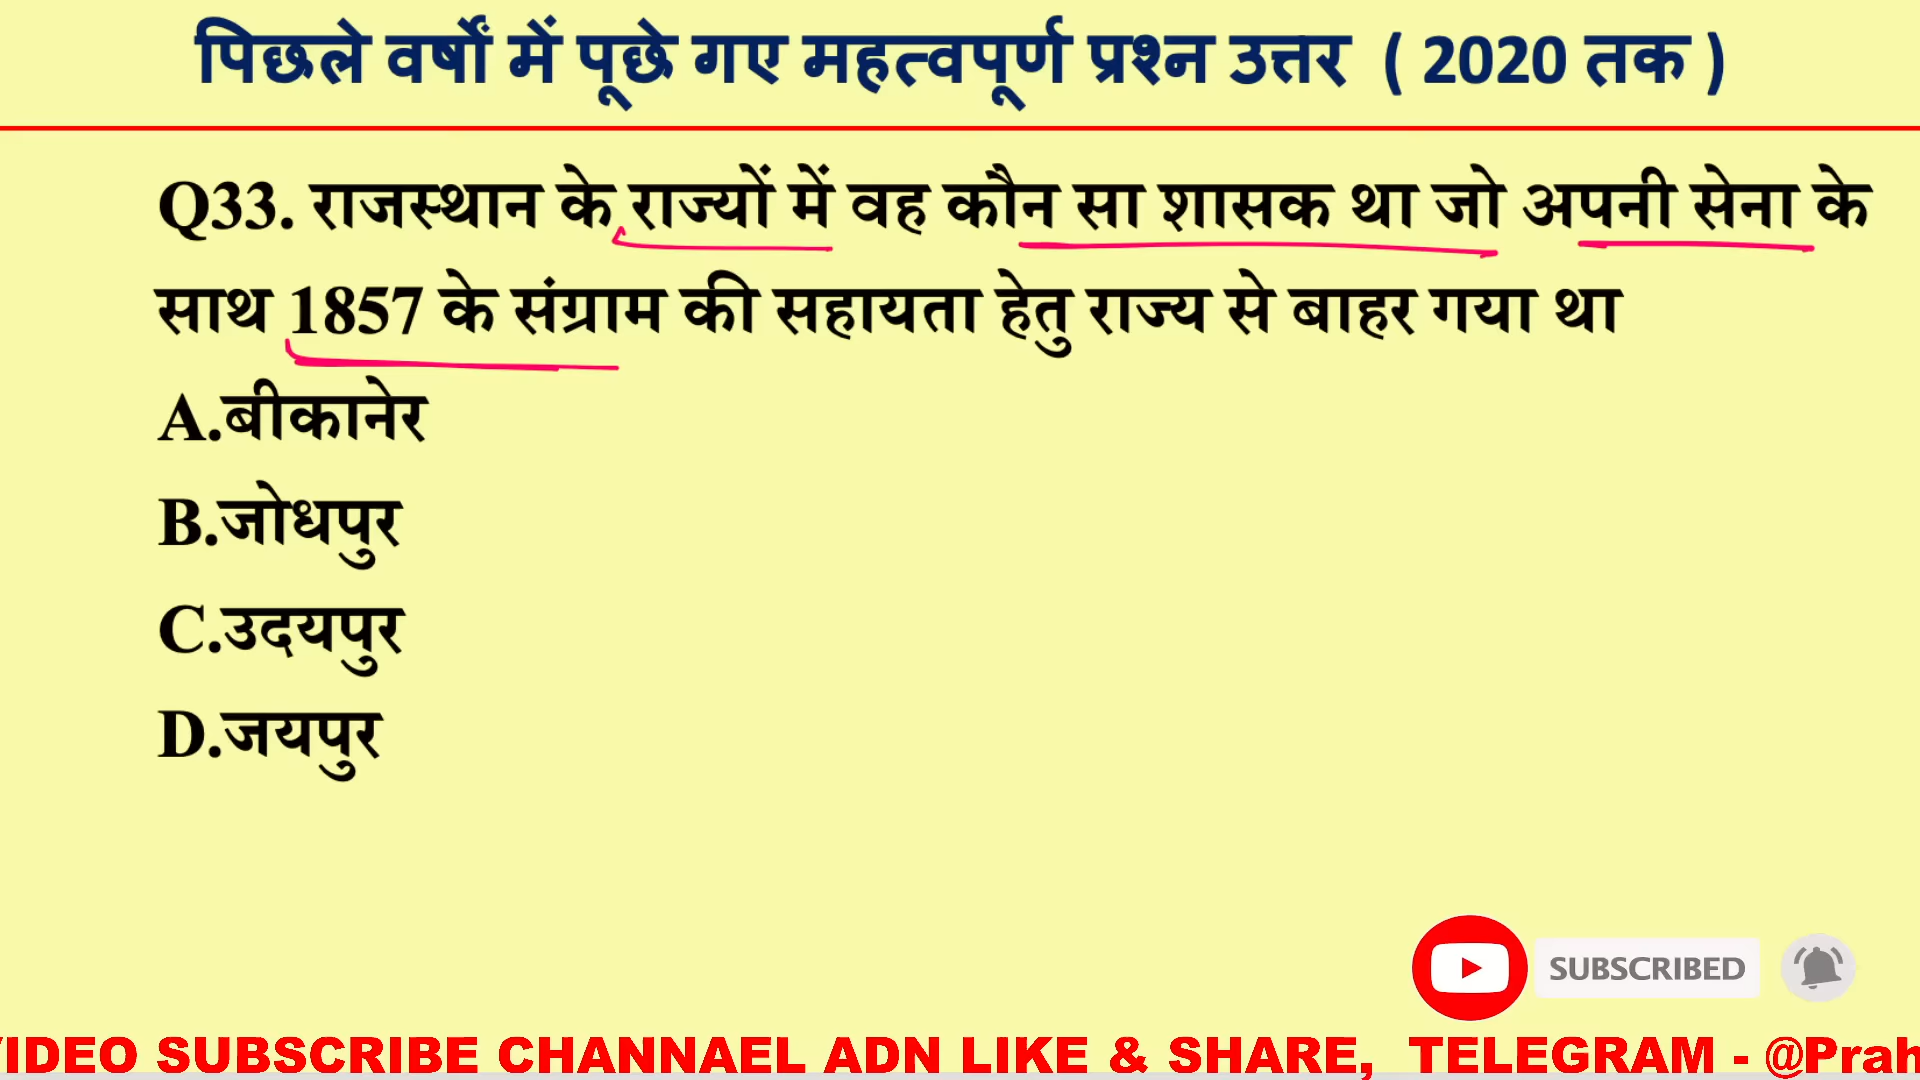 पिछले वर्षों में पूछे गए महत्वपूर्ण प्रश्न उत्तर ( 2020 तक )
Q33. राजस्थान के राज्यों में वह कौन सा शासक था जो अपनी सेना के
साथ 1857 के संग्राम की सहायता हेतु राज्य से बाहर गया था
A.बीकानेर
B.जोधपुर
C.उदयपुर
D.जयपुर
SUBSCRIBED
VIDEO SUBSCRIBE CHANNAEL ADN LIKE & SHARE, TELEGRAM - @Prah